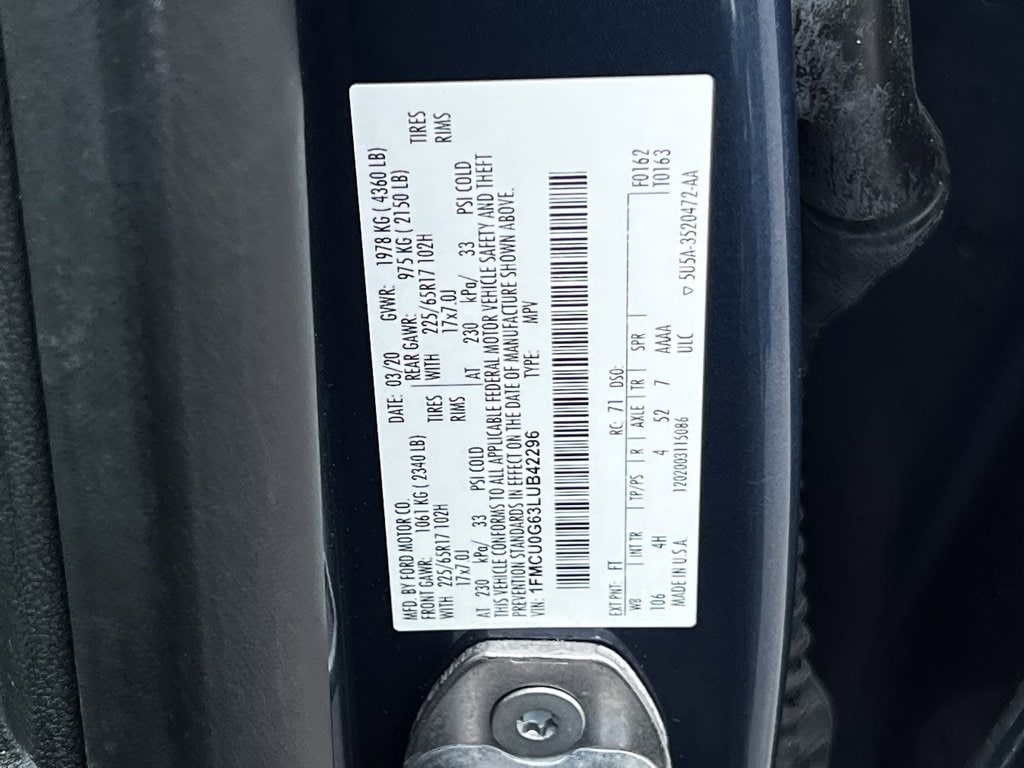 MFD. BY FORD MOTOR CO. DATE: 03/20 GVWR: 1978 KG ( 4360 LB)
FRONT GAWR: 1061 KG ( 2340 LB) REAR GAWR: 975 KG ( 2150 LB)
WITH 225/65R17 102H TIRES WITH 225/65R17 102H TIRES
17x7.0J RIMS 17x7.0J RIMS
AT 230 kPa/ 33 PSI COLD AT 230 kPa/ 33 PSI COLD
THIS VEHICLE CONFORMS TO ALL APPLICABLE FEDERAL MOTOR VEHICLE SAFETY AND THEFT
PREVENTION STANDARDS IN EFFECT ON THE DATE OF MANUFACTURE SHOWN ABOVE.
VIN: 1FMCU0G63LUB42296 TYPE: MPV
EXT PNT: FT RC: 71 DSO: F0162
WB INT TR TP/PS R AXLE TR SPR T0163
106 4H 4 52 7 AAAA
MADE IN U.S.A. 1202003115086 ULC ▽ 5U5A-3520472-AA